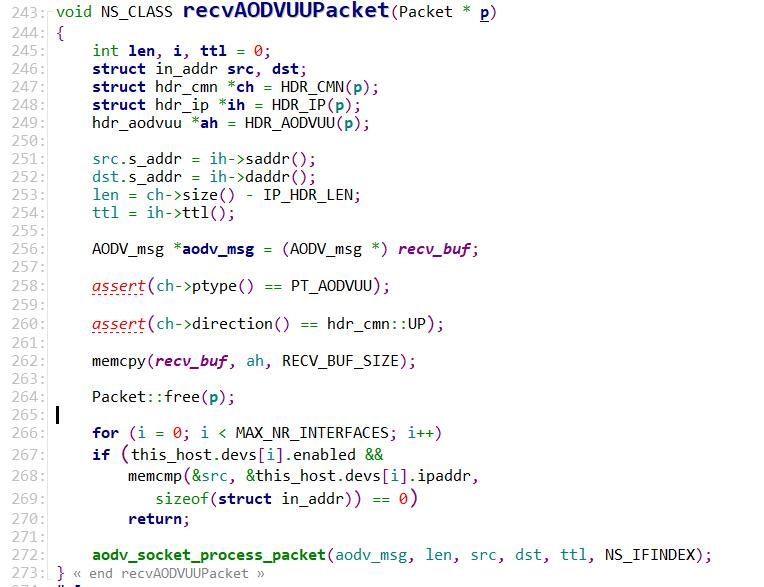 243: void NS_CLASS recvAODVUUPacket(Packet * p)
244: {
245: int len, i, ttl = 0;
246: struct in_addr src, dst;
247: struct hdr_cmn *ch = HDR_CMN(p);
248: struct hdr_ip *ih = HDR_IP(p);
249: hdr_aodvuu *ah = HDR_AODVUU(p);
250:
251: src.s_addr = ih->saddr();
252: dst.s_addr = ih->daddr();
253: len = ch->size() - IP_HDR_LEN;
254: ttl = ih->ttl();
255:
256: AODV_msg *aodv_msg = (AODV_msg *) recv_buf;
257:
258: assert(ch->ptype() == PT_AODVUU);
259:
260: assert(ch->direction() == hdr_cmn::UP);
261:
262: memcpy(recv_buf, ah, RECV_BUF_SIZE);
263:
264: Packet::free(p);
265:
266: for (i = 0; i < MAX_NR_INTERFACES; i++)
267: if (this_host.devs[i].enabled &&
268: memcmp(&src, &this_host.devs[i].ipaddr,
269: sizeof(struct in_addr)) == 0)
270: return;
271:
272: aodv_socket_process_packet(aodv_msg, len, src, dst, ttl, NS_IFINDEX);
273: } « end recvAODVUUPacket »